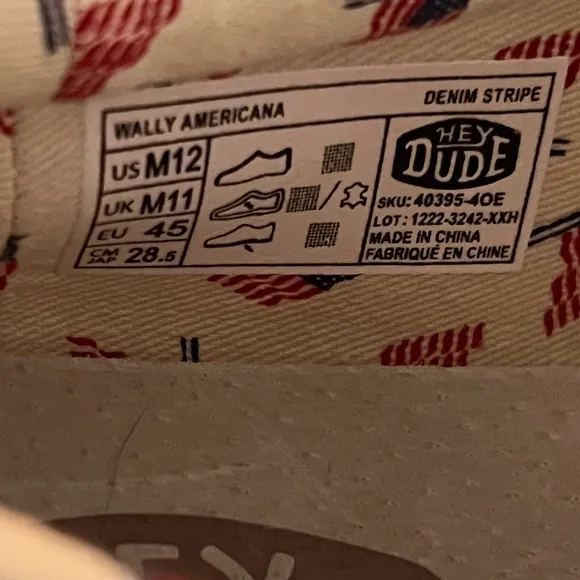 WALLY AMERICANA
DENIM STRIPE
US M12
UK M11
EU 45
CM JAP 28.5
HEY
DUDE
SKU: 40395-4OE
LOT: 1222-3242-XXH
MADE IN CHINA
FABRIQUÉ EN CHINE